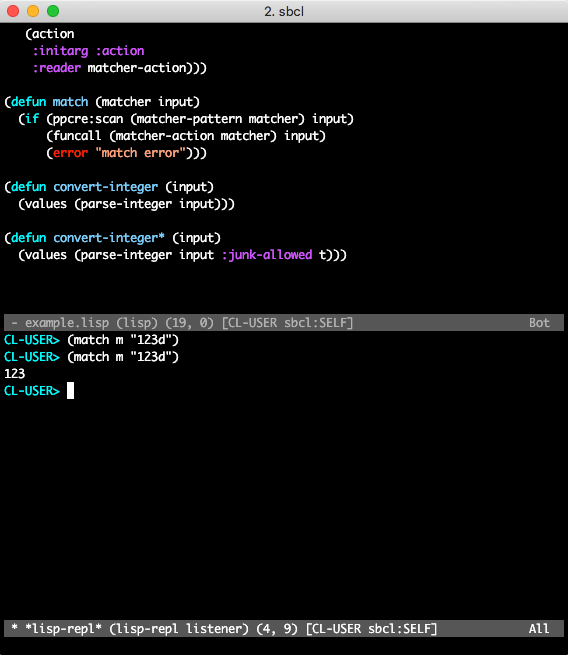 2. sbcl
(action
:initarg :action
:reader matcher-action)))
(defun match (matcher input)
(if (ppcre:scan (matcher-pattern matcher) input)
(funcall (matcher-action matcher) input)
(error "match error")))
(defun convert-integer (input)
(values (parse-integer input)))
(defun convert-integer* (input)
(values (parse-integer input :junk-allowed t)))
- example.lisp (lisp) (19, 0) [CL-USER sbcl:SELF] Bot
CL-USER> (match m "123d")
CL-USER> (match m "123d")
123
CL-USER>
* *lisp-repl* (lisp-repl listener) (4, 9) [CL-USER sbcl:SELF] All